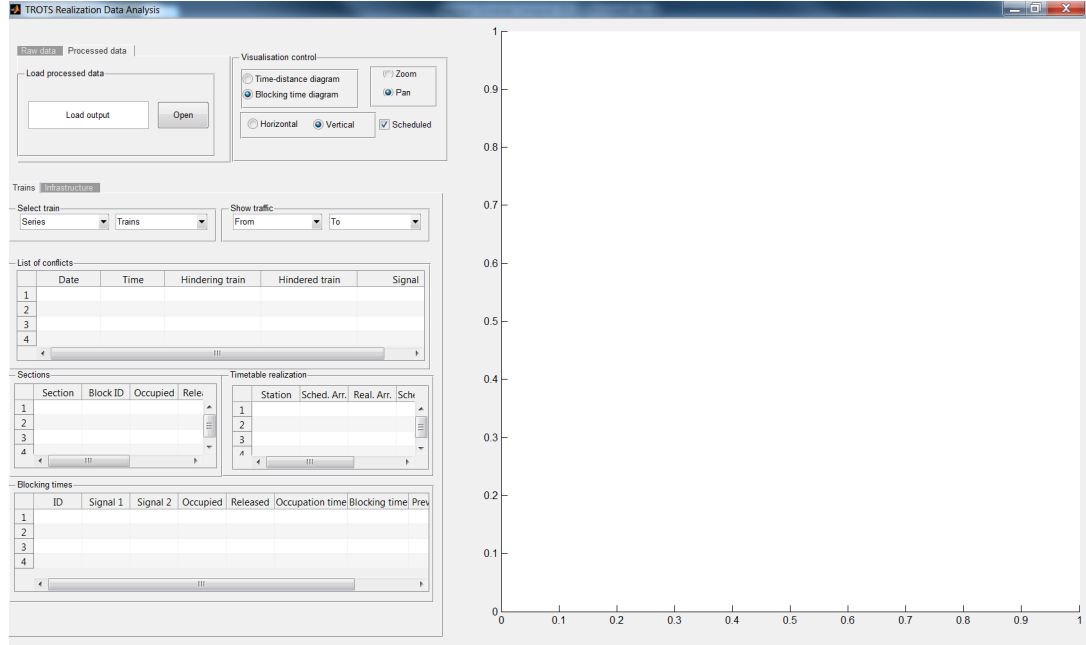 TROTS Realization Data Analysis
Raw data Processed data
Load processed data
Load output Open
Visualisation control
Time-distance diagram
Blocking time diagram
Zoom
Pan
Horizontal Vertical Scheduled
Trains Infrastructure
Select train
Series Trains
Show traffic
From To
List of conflicts
Date Time Hindering train Hindered train Signal
1
2
3
4
Sections
Section Block ID Occupied Rele
1
2
3
4
Timetable realization
Station Sched. Arr. Real. Arr. Sche
1
2
3
4
Blocking times
ID Signal 1 Signal 2 Occupied Released Occupation time Blocking time Prev
1
2
3
4
1
0.9
0.8
0.7
0.6
0.5
0.4
0.3
0.2
0.1
0
0 0.1 0.2 0.3 0.4 0.5 0.6 0.7 0.8 0.9 1